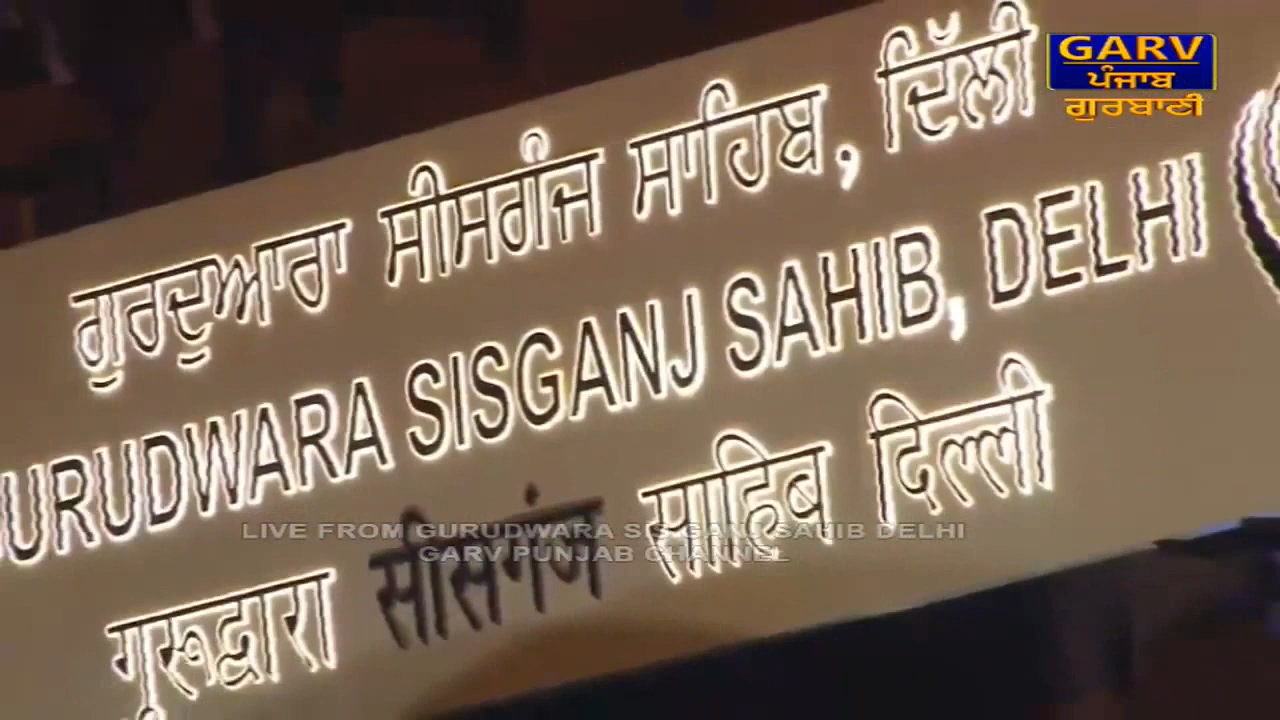 GARV
ਪੰਜਾਬ
ਗੁਰਬਾਣੀ
ਗੁਰਦੁਆਰਾ ਸੀਸਗੰਜ ਸਾਹਿਬ, ਦਿੱਲੀ
URUDWARA SISGANJ SAHIB, DELHI
गुरूद्वारा सीसगंज साहिब दिल्ली
LIVE FROM GURUDWARA SIS GANJ SAHIB DELHI
GARV PUNJAB CHANNEL